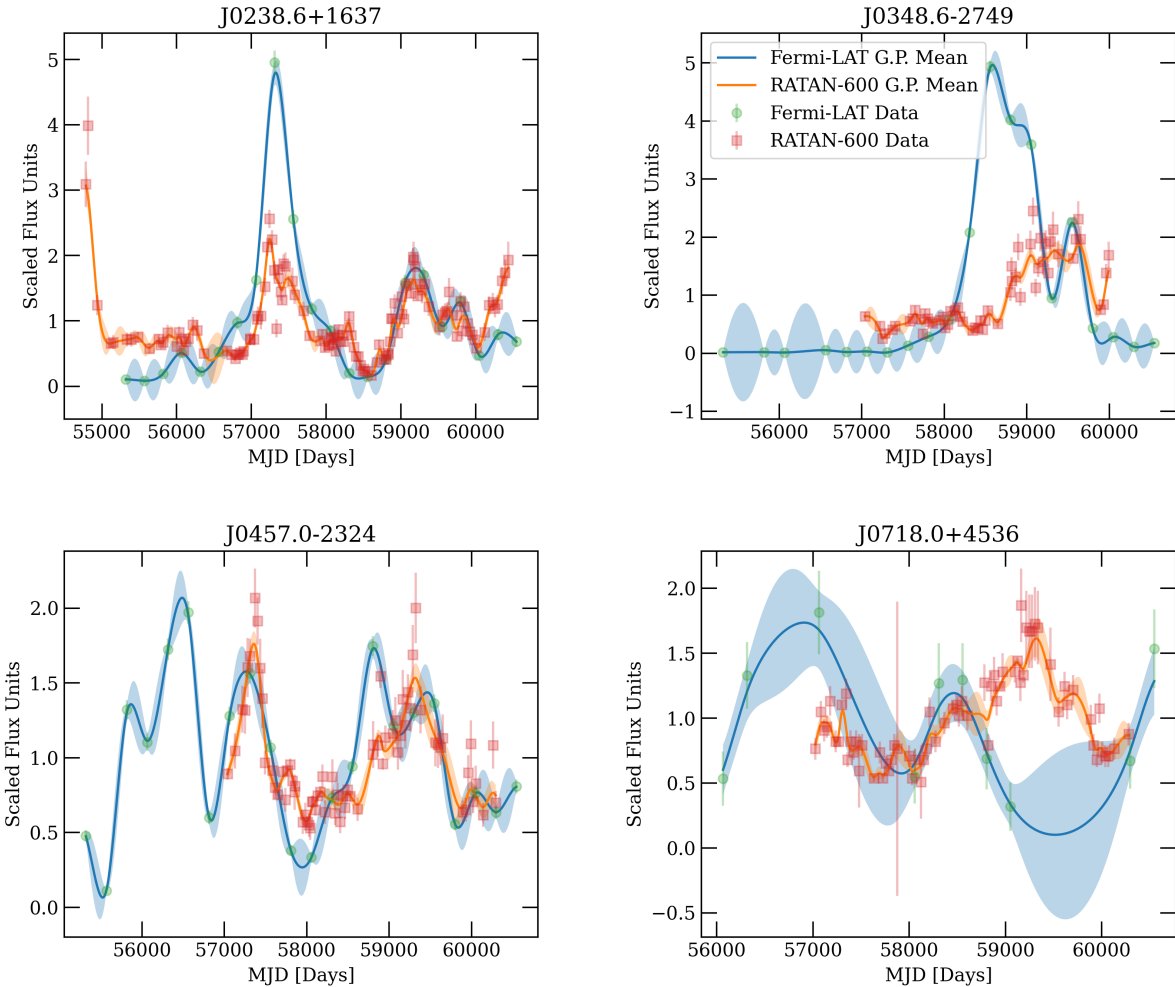 J0238.6+1637
Scaled Flux Units
5
4
3
2
1
0
55000 56000 57000 58000 59000 60000
MJD [Days]
J0348.6-2749
Fermi-LAT G.P. Mean
RATAN-600 G.P. Mean
Fermi-LAT Data
RATAN-600 Data
Scaled Flux Units
5
4
3
2
1
0
−1
56000 57000 58000 59000 60000
MJD [Days]
J0457.0-2324
Scaled Flux Units
2.0
1.5
1.0
0.5
0.0
56000 57000 58000 59000 60000
MJD [Days]
J0718.0+4536
Scaled Flux Units
2.0
1.5
1.0
0.5
0.0
−0.5
56000 57000 58000 59000 60000
MJD [Days]